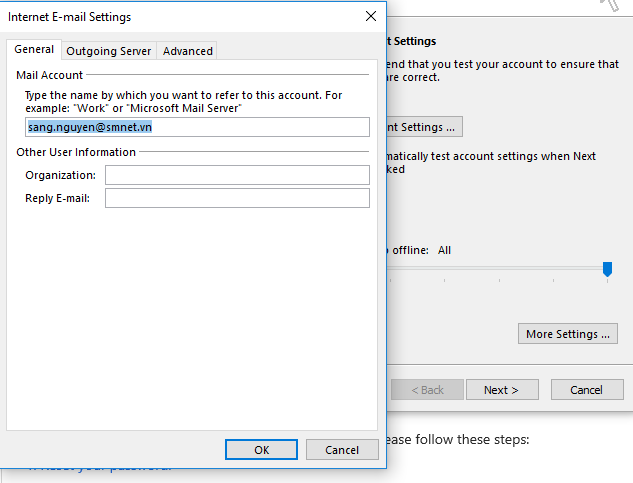 Internet E-mail Settings
General
Outgoing Server
Advanced
Mail Account
Type the name by which you want to refer to this account. For
example: "Work" or "Microsoft Mail Server"
sang.nguyen@smnet.vn
Other User Information
Organization:
Reply E-mail:
OK
Cancel
t Settings
end that you test your account to ensure that
are correct.
nt Settings ...
matically test account settings when Next
ked
offline: All
More Settings ...
< Back
Next >
Cancel
ease follow these steps: